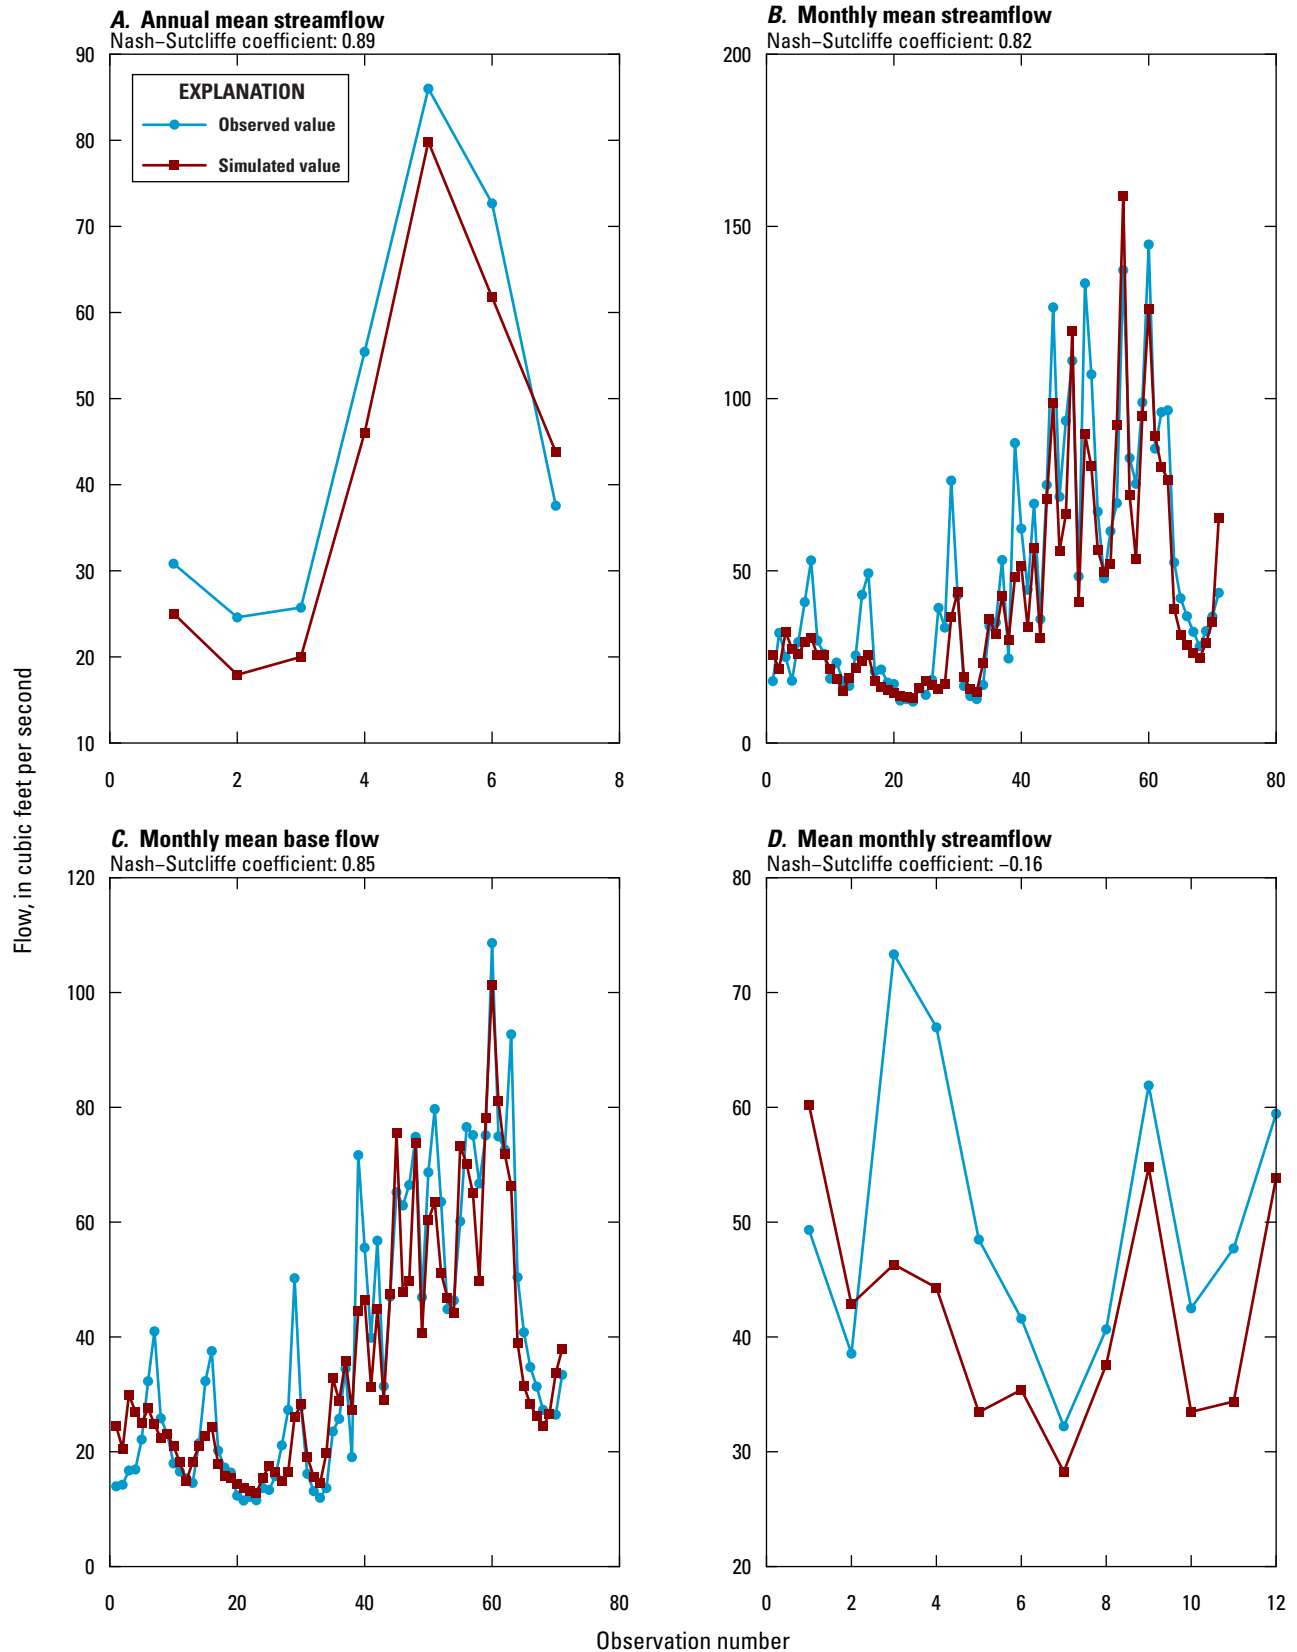 A. Annual mean streamflow
Nash–Sutcliffe coefficient: 0.89
90
80
70
60
50
40
30
20
10
0 2 4 6 8
EXPLANATION
Observed value
Simulated value
B. Monthly mean streamflow
Nash–Sutcliffe coefficient: 0.82
200
150
100
50
0
0 20 40 60 80
Flow, in cubic feet per second
C. Monthly mean base flow
Nash–Sutcliffe coefficient: 0.85
120
100
80
60
40
20
0
0 20 40 60 80
D. Mean monthly streamflow
Nash–Sutcliffe coefficient: –0.16
80
70
60
50
40
30
20
0 2 4 6 8 10 12
Observation number